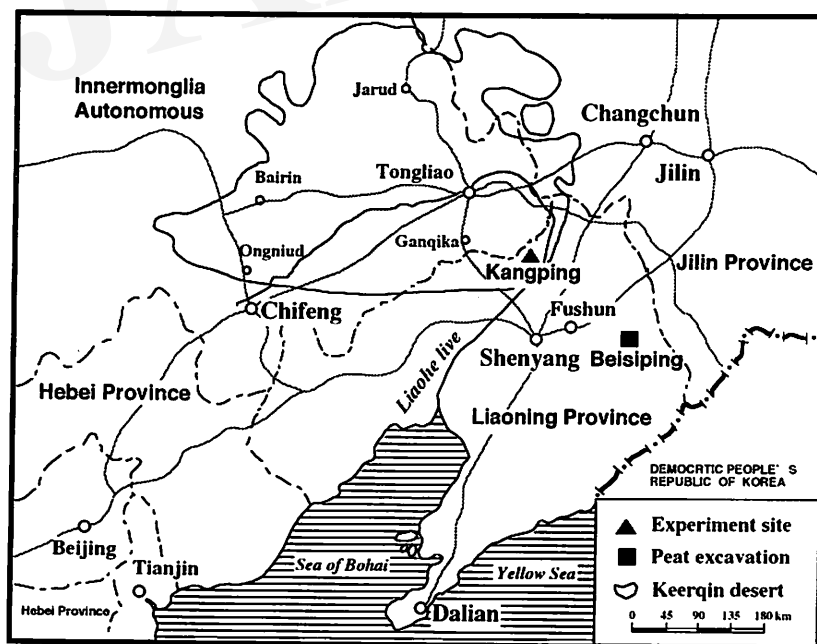 Innermonglia
Autonomous
Jarud
Changchun
Tongliao
Jilin
Bairin
Ganqika
Ongniud
Kangping
Jilin Province
Chifeng
Fushun
Shenyang
Beisiping
Liaohe live
Hebei Province
Liaoning Province
DEMOCRTIC PEOPLE' S
REPUBLIC OF KOREA
Experiment site
Beijing
Peat excavation
Tianjin
Sea of Bohai
Yellow Sea
Keerqin desert
Hebei Province
Dalian
0 45 90 135 180 km